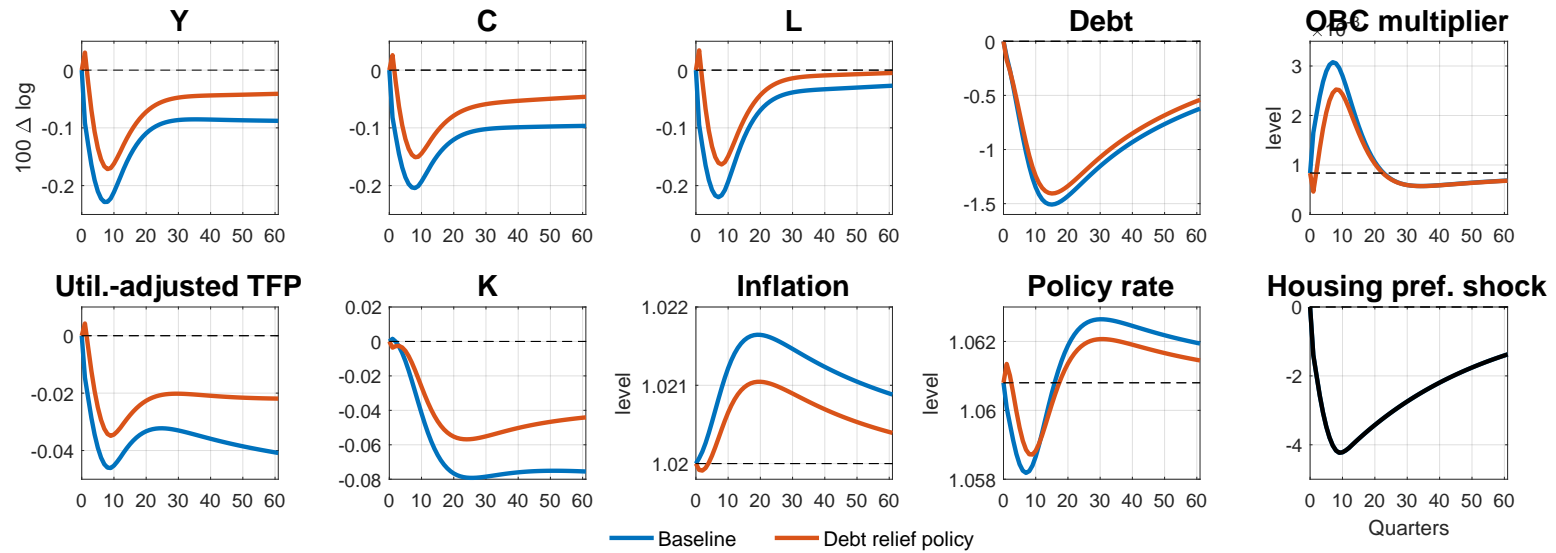 Y
C
L
Debt
OBC multiplier
100 Δ log
0
-0.1
-0.2
0 10 20 30 40 50 60
0
-0.1
-0.2
0 10 20 30 40 50 60
0
-0.1
-0.2
0 10 20 30 40 50 60
0
-0.5
-1
-1.5
0 10 20 30 40 50 60
level
3
2
1
0
0 10 20 30 40 50 60
Util.-adjusted TFP
K
Inflation
Policy rate
Housing pref. shock
0
-0.02
-0.04
0 10 20 30 40 50 60
0.02
0
-0.02
-0.04
-0.06
-0.08
0 10 20 30 40 50 60
level
1.022
1.021
1.02
0 10 20 30 40 50 60
level
1.062
1.06
1.058
0 10 20 30 40 50 60
0
-2
-4
0 10 20 30 40 50 60
Quarters
Baseline
Debt relief policy